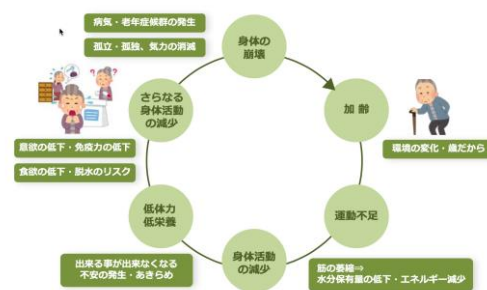 病気・老年症候群の発生
孤立・孤独、気力の消滅
身体の
崩壊
さらなる
身体活動
の減少
加 齢
意欲の低下・免疫力の低下
食欲の低下・脱水のリスク
環境の変化・歳だから
低体力
低栄養
運動不足
出来る事が出来なくなる
不安の発生・あきらめ
身体活動
の減少
筋の萎縮⇒
水分保有量の低下・エネルギー減少